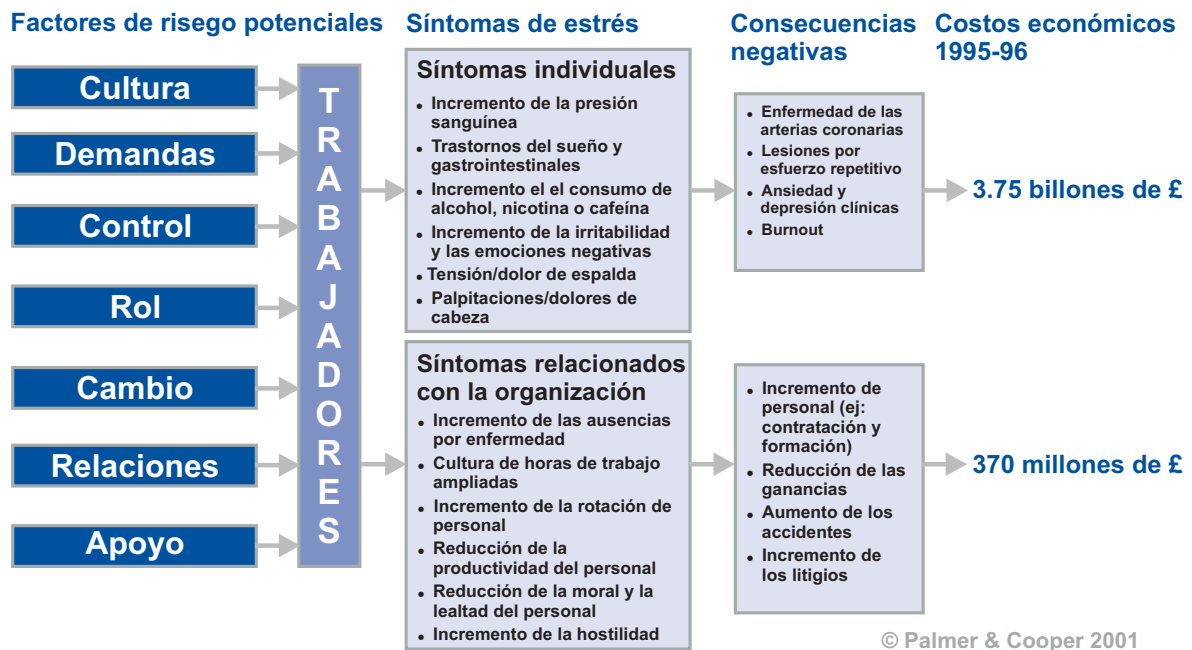 Factores de risego potenciales
Síntomas de estrés
Consecuencias
negativas
Costos económicos
1995-96
Cultura
Demandas
Control
Rol
Cambio
Relaciones
Apoyo
TRABAJADORES
Síntomas individuales
• Incremento de la presión
sanguínea
• Trastornos del sueño y
gastrointestinales
• Incremento el el consumo de
alcohol, nicotina o cafeína
• Incremento de la irritabilidad
y las emociones negativas
• Tensión/dolor de espalda
• Palpitaciones/dolores de
cabeza
• Enfermedad de las
arterias coronarias
• Lesiones por
esfuerzo repetitivo
• Ansiedad y
depresión clínicas
• Burnout
3.75 billones de £
Síntomas relacionados
con la organización
• Incremento de las ausencias
por enfermedad
• Cultura de horas de trabajo
ampliadas
• Incremento de la rotación de
personal
• Reducción de la
productividad del personal
• Reducción de la moral y la
lealtad del personal
• Incremento de la hostilidad
• Incremento de
personal (ej:
contratación y
formación)
• Reducción de las
ganancias
• Aumento de los
accidentes
• Incremento de
los litigios
370 millones de £
© Palmer & Cooper 2001